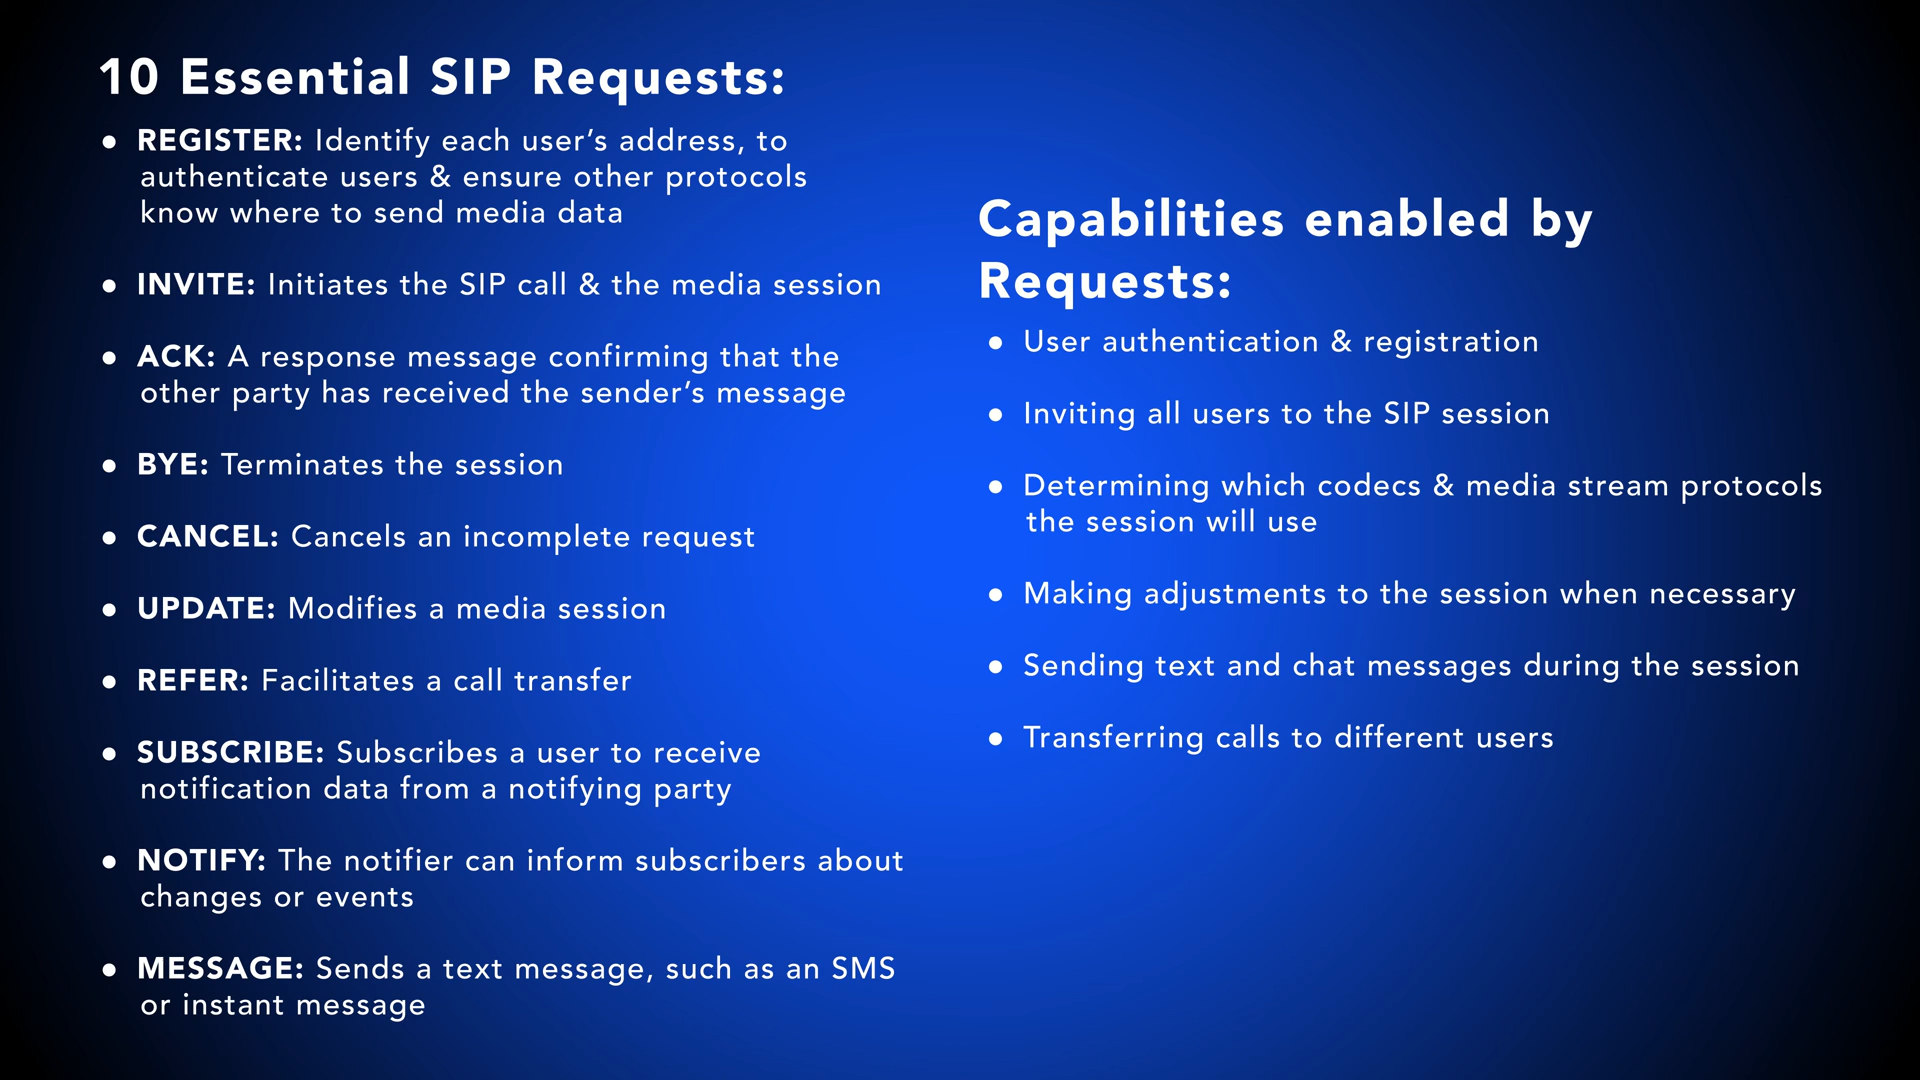 10 Essential SIP Requests:
● REGISTER: Identify each user’s address, to
authenticate users & ensure other protocols
know where to send media data
● INVITE: Initiates the SIP call & the media session
● ACK: A response message confirming that the
other party has received the sender’s message
● BYE: Terminates the session
● CANCEL: Cancels an incomplete request
● UPDATE: Modifies a media session
● REFER: Facilitates a call transfer
● SUBSCRIBE: Subscribes a user to receive
notification data from a notifying party
● NOTIFY: The notifier can inform subscribers about
changes or events
● MESSAGE: Sends a text message, such as an SMS
or instant message
Capabilities enabled by
Requests:
● User authentication & registration
● Inviting all users to the SIP session
● Determining which codecs & media stream protocols
the session will use
● Making adjustments to the session when necessary
● Sending text and chat messages during the session
● Transferring calls to different users